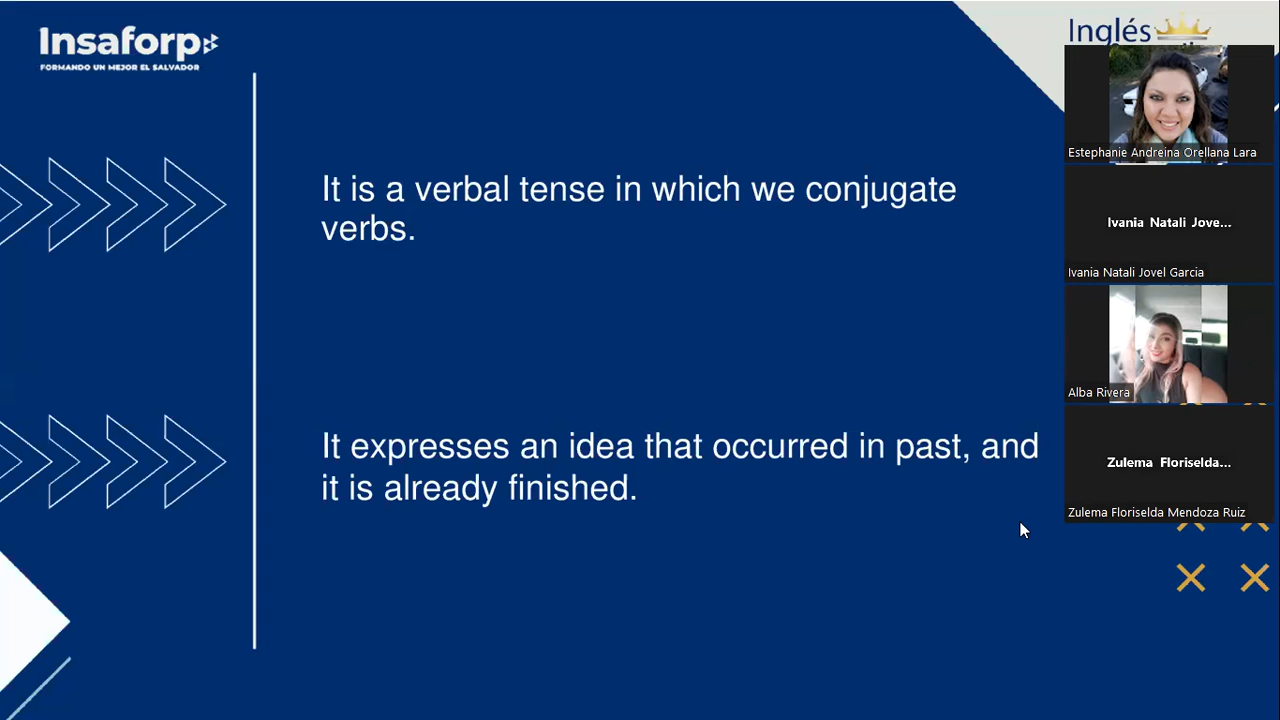 Insaforp
FORMANDO UN MEJOR EL SALVADOR
Inglés
It is a verbal tense in which we conjugate
verbs.
It expresses an idea that occurred in past, and
it is already finished.
Estephanie Andreina Orellana Lara
Ivania Natali Jove...
Ivania Natali Jovel Garcia
Alba Rivera
Zulema Floriselda...
Zulema Floriselda Mendoza Ruiz